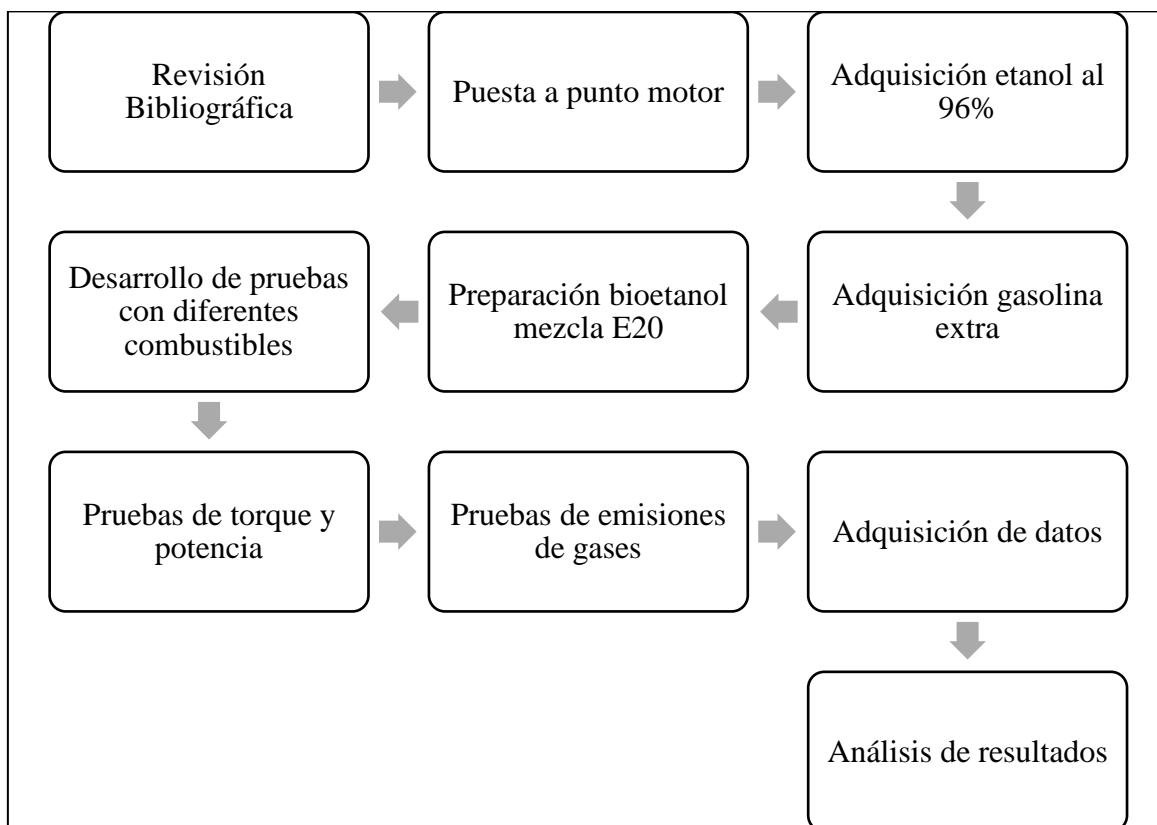 Revisión
Bibliográfica
Puesta a punto motor
Adquisición etanol al
96%
Adquisición gasolina
extra
Preparación bioetanol
mezcla E20
Desarrollo de pruebas
con diferentes
combustibles
Pruebas de torque y
potencia
Pruebas de emisiones
de gases
Adquisición de datos
Análisis de resultados